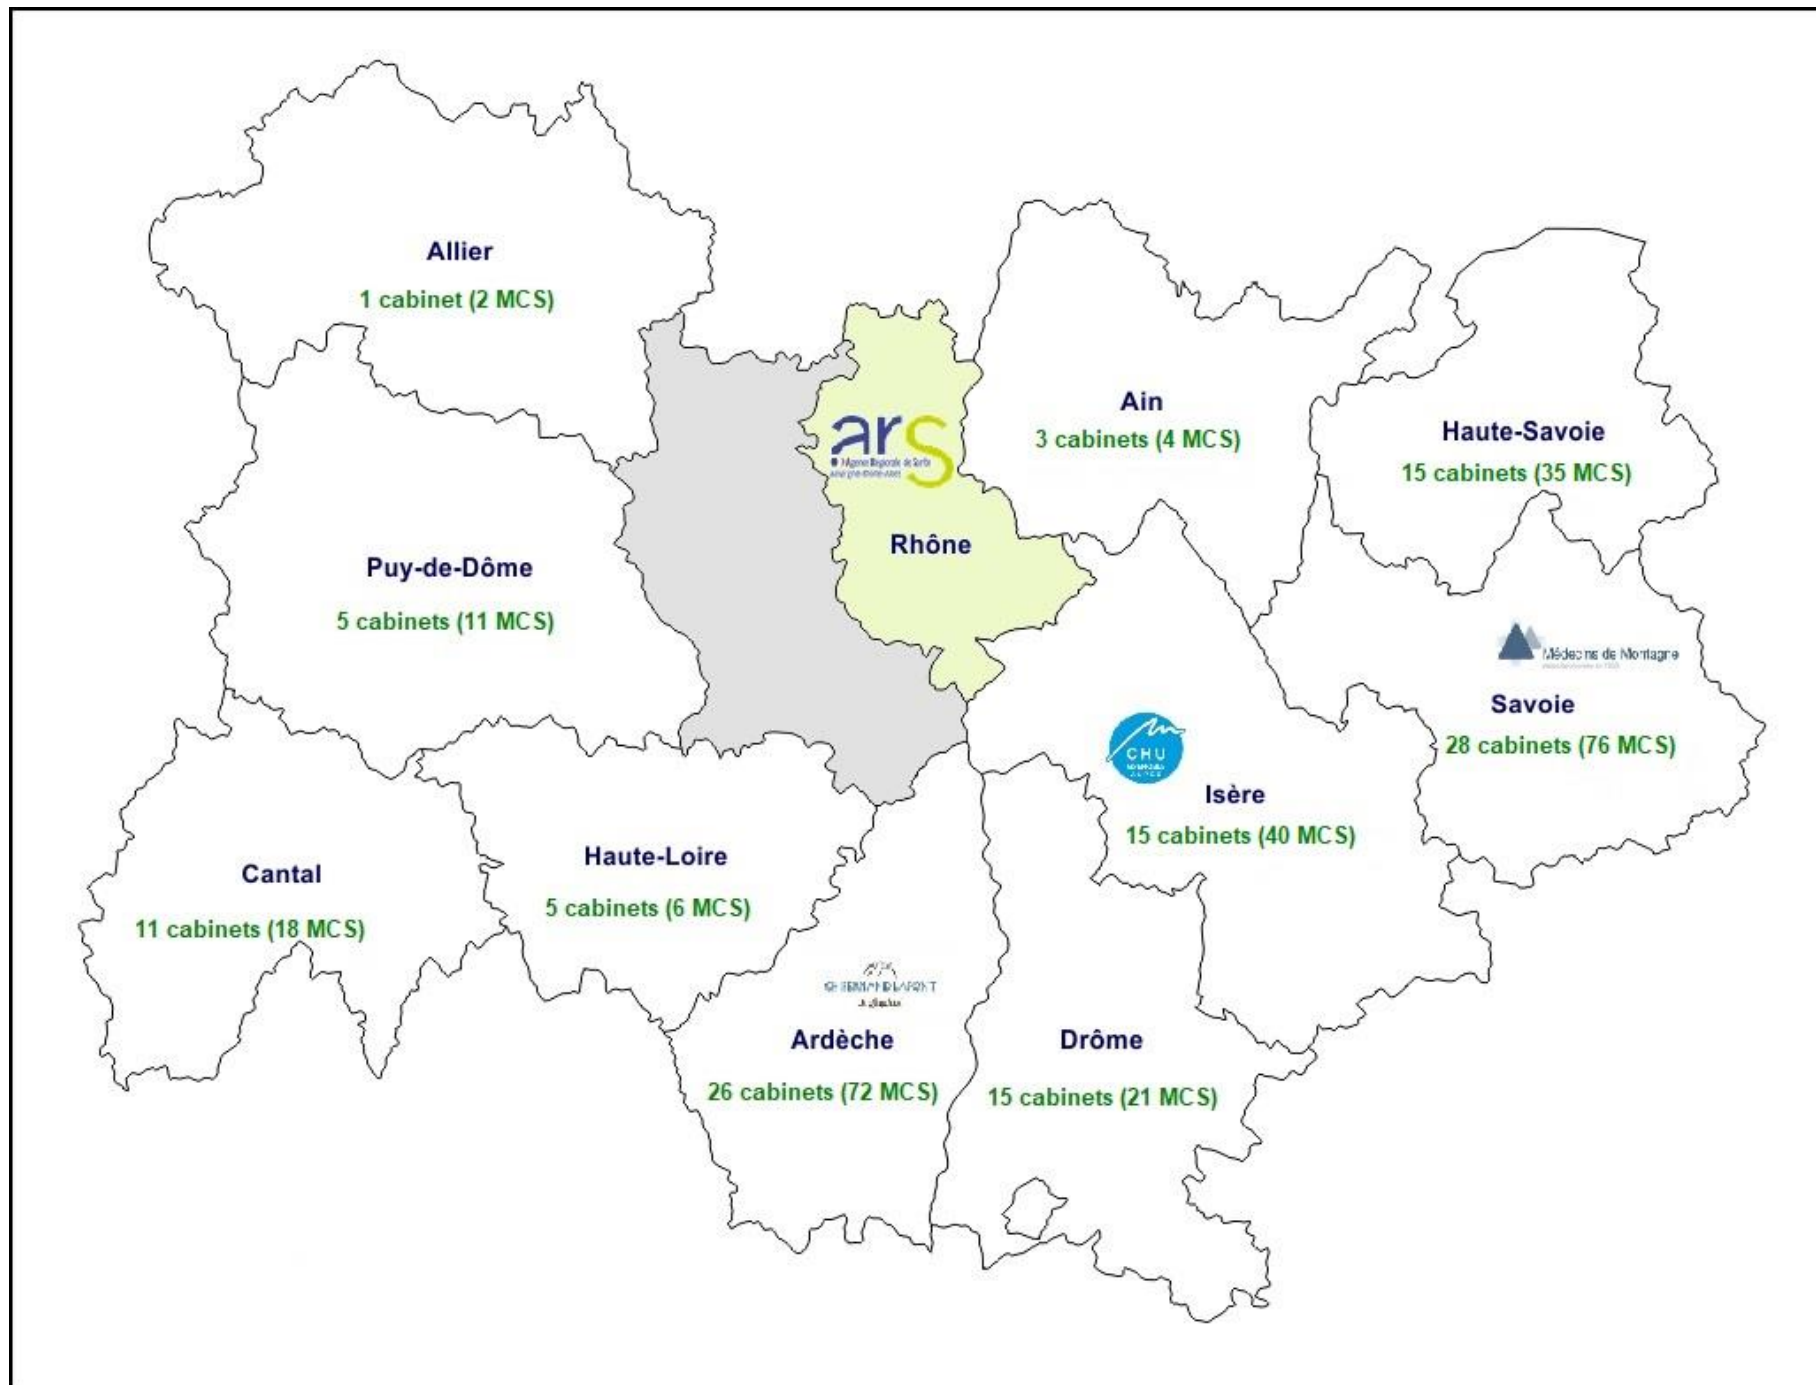 Allier
1 cabinet (2 MCS)
ars
Ain
3 cabinets (4 MCS)
Haute-Savoie
15 cabinets (35 MCS)
Rhône
Puy-de-Dôme
5 cabinets (11 MCS)
Médecins de Montagne
Savoie
28 cabinets (76 MCS)
CHU
Isère
15 cabinets (40 MCS)
Haute-Loire
5 cabinets (6 MCS)
Cantal
11 cabinets (18 MCS)
Ardèche
26 cabinets (72 MCS)
Drôme
15 cabinets (21 MCS)